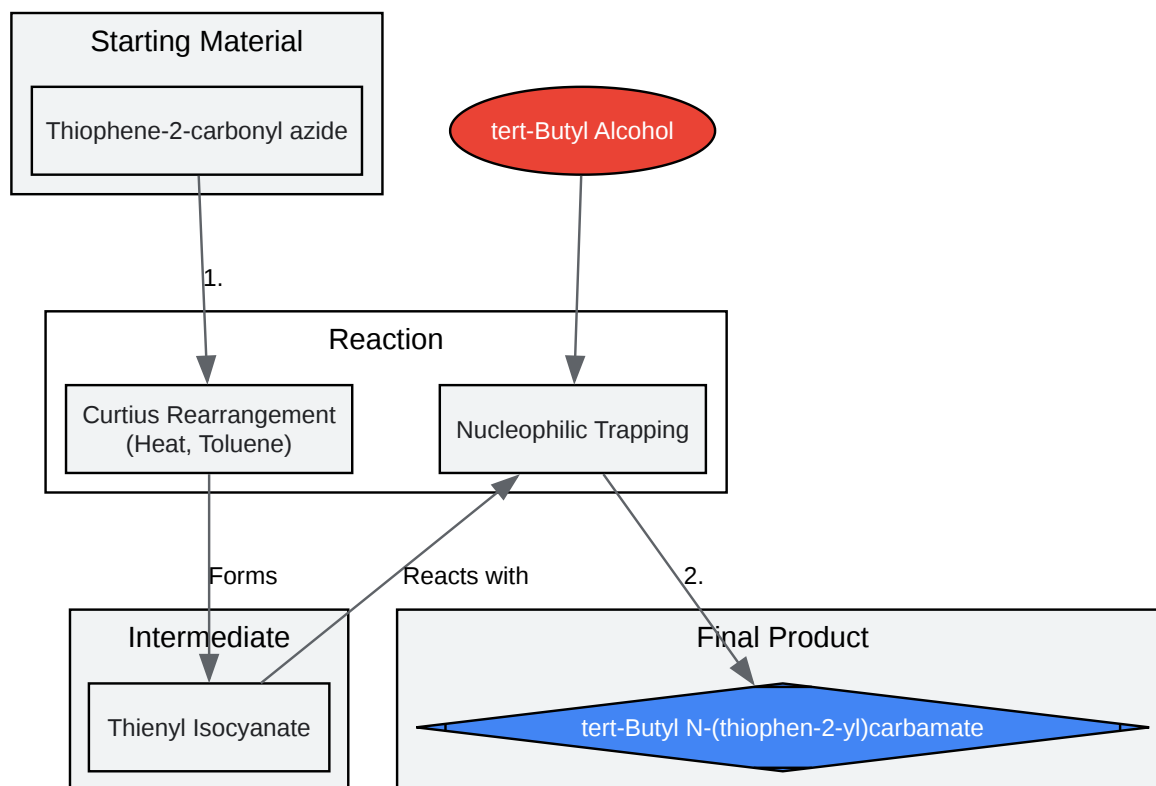 Starting Material
Thiophene-2-carbonyl azide
tert-Butyl Alcohol
1.
Reaction
Curtius Rearrangement
(Heat, Toluene)
Nucleophilic Trapping
Forms
Reacts with
2.
Intermediate
Thienyl Isocyanate
Final Product
tert-Butyl N-(thiophen-2-yl)carbamate